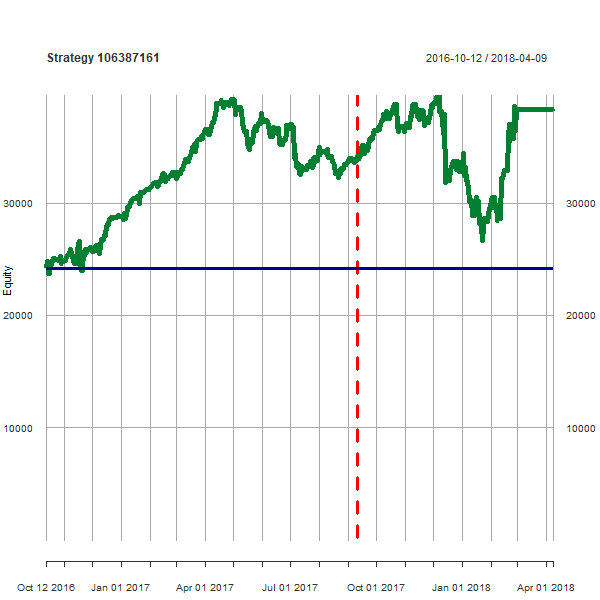 Strategy 106387161
2016-10-12 / 2018-04-09
Equity
30000
30000
20000
20000
10000
10000
Oct 12 2016
Jan 01 2017
Apr 01 2017
Jul 01 2017
Oct 01 2017
Jan 01 2018
Apr 01 2018